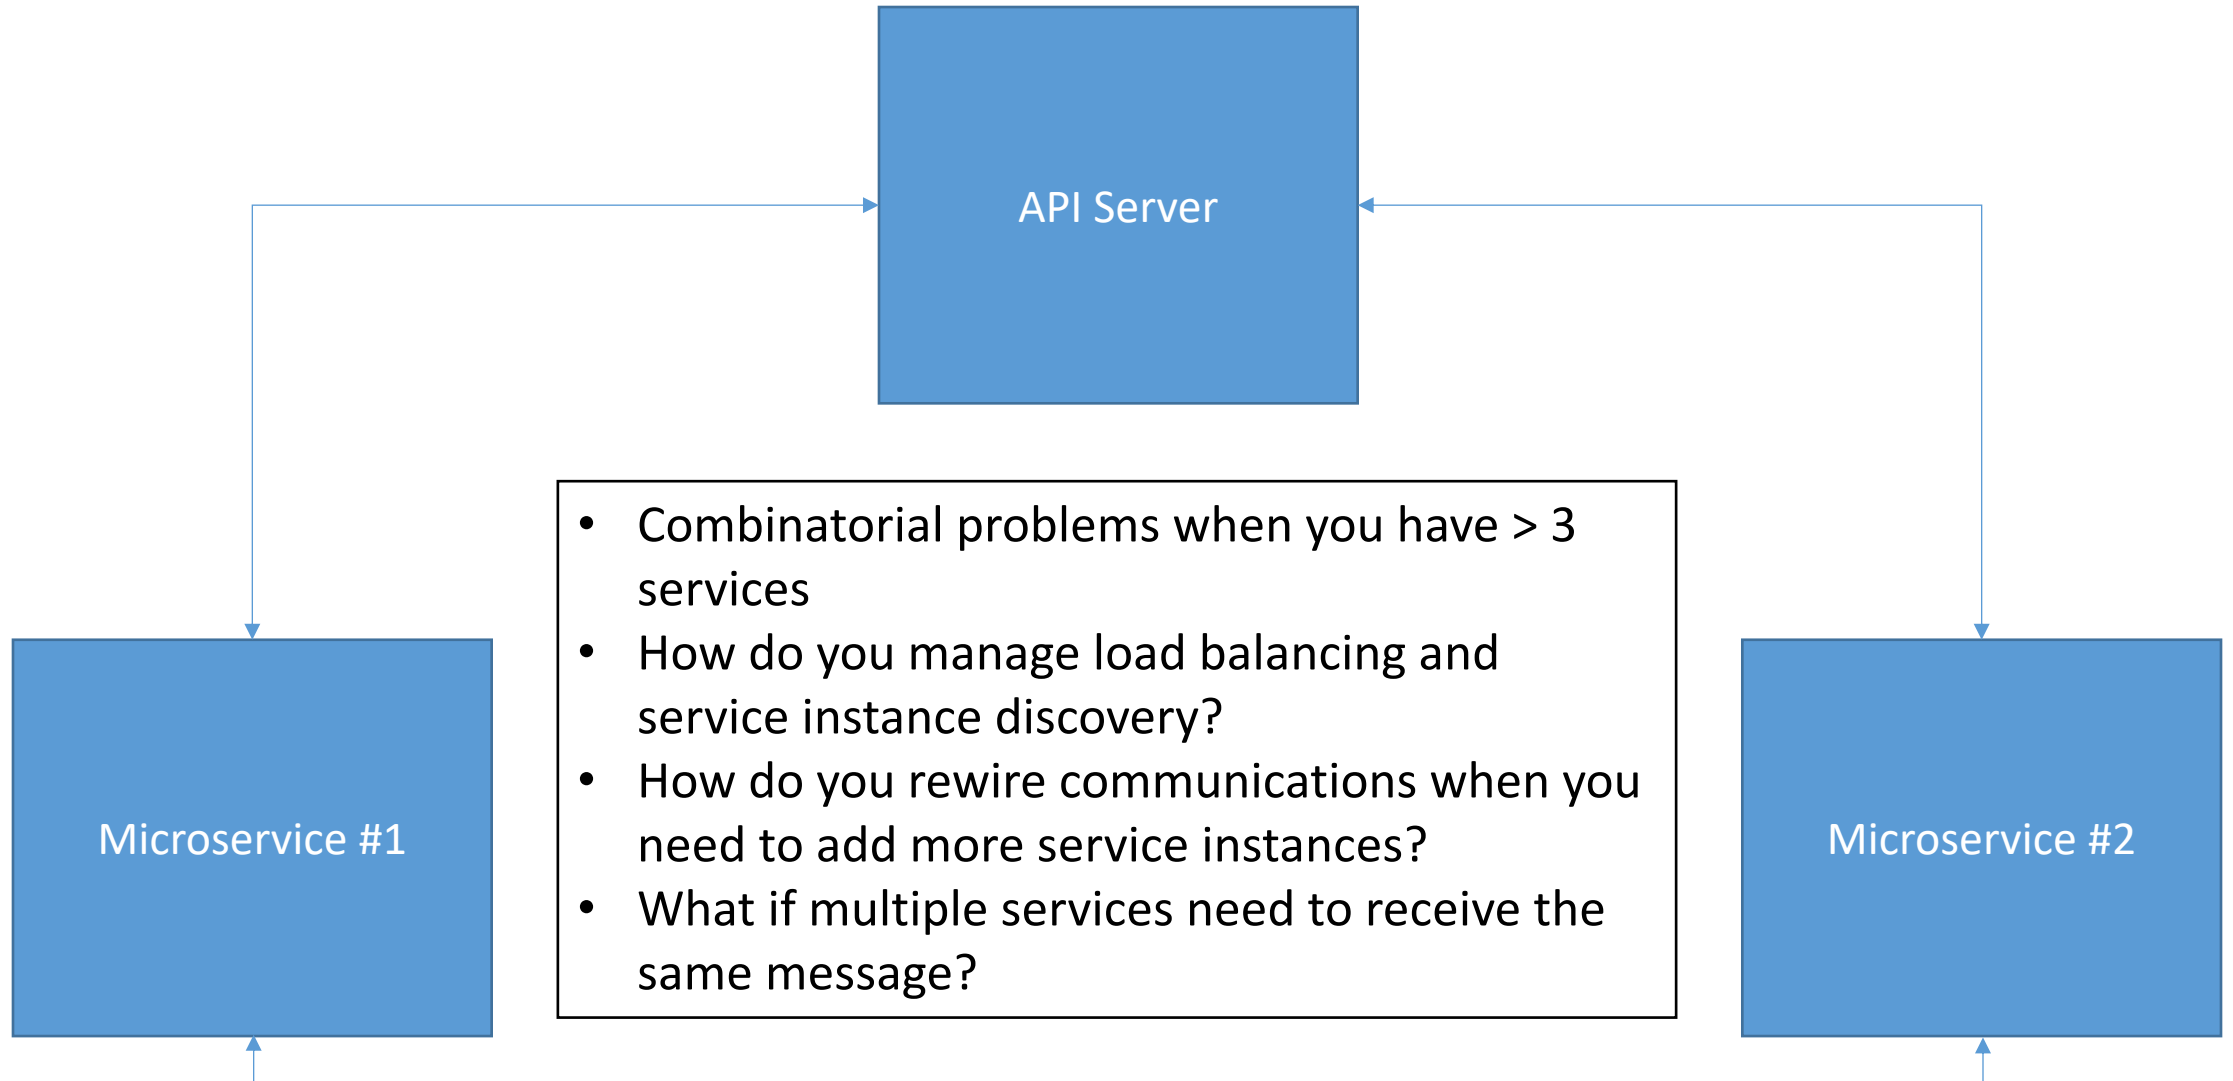 API Server
• Combinatorial problems when you have > 3
services
• How do you manage load balancing and
service instance discovery?
• How do you rewire communications when you
need to add more service instances?
• What if multiple services need to receive the
same message?
Microservice #1
Microservice #2